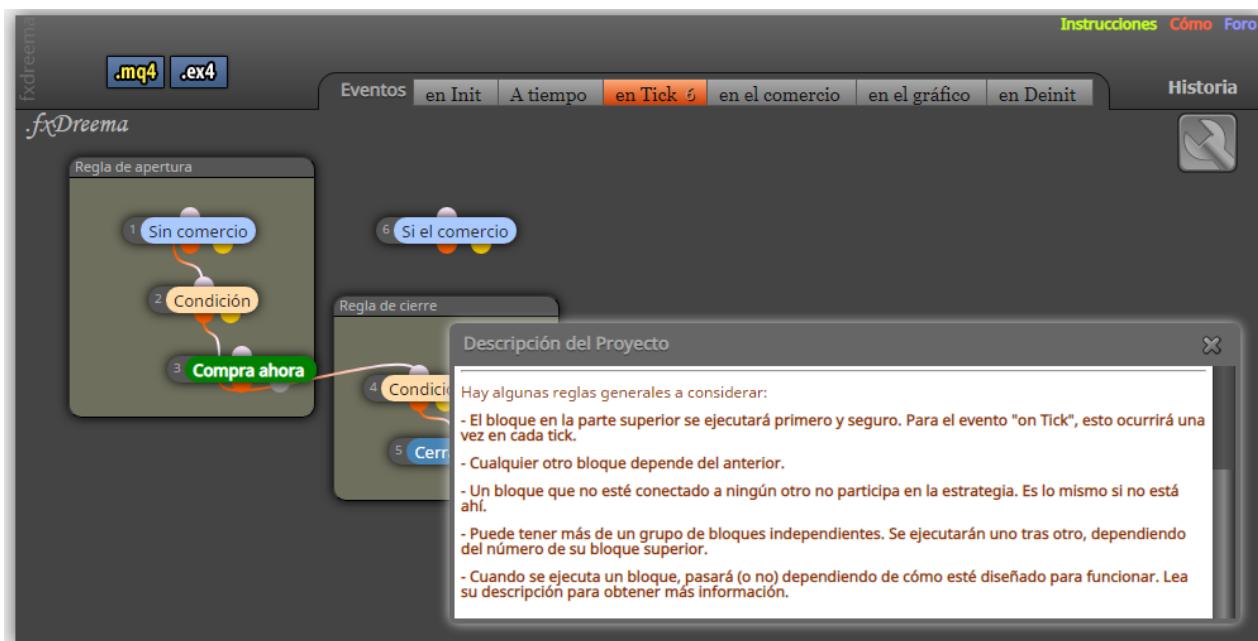 Instrucciones Cómo Foro
fxdreema
.mq4 .ex4
Eventos en Init A tiempo en Tick 6 en el comercio en el gráfico en Deinit
Historia
.fxDreema
Regla de apertura
1 Sin comercio
6 Si el comercio
2 Condición
Regla de cierre
3 Compra ahora
4
5
Descripción del Proyecto
Hay algunas reglas generales a considerar:
- El bloque en la parte superior se ejecutará primero y seguro. Para el evento "on Tick", esto ocurrirá una
vez en cada tick.
- Cualquier otro bloque depende del anterior.
- Un bloque que no esté conectado a ningún otro no participa en la estrategia. Es lo mismo si no está
ahí.
- Puede tener más de un grupo de bloques independientes. Se ejecutarán uno tras otro, dependiendo
del número de su bloque superior.
- Cuando se ejecuta un bloque, pasará (o no) dependiendo de cómo esté diseñado para funcionar. Lea
su descripción para obtener más información.